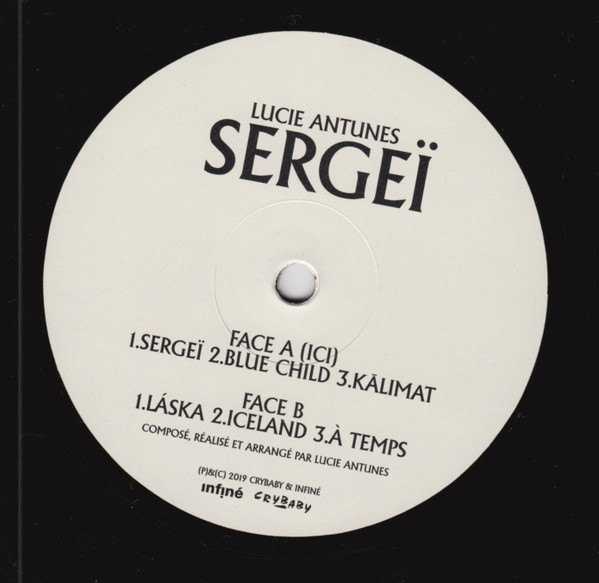 LUCIE ANTUNES
SERGEÏ
FACE A (ICI)
1.SERGEÏ 2.BLUE CHILD 3.KĀLIMAT
FACE B
1.LÁSKA 2.ICELAND 3.À TEMPS
COMPOSÉ, RÉALISÉ ET ARRANGÉ PAR LUCIE ANTUNES
(P)&(C) 2019 CRYBABY & INFINÉ
infiné CRYBABY